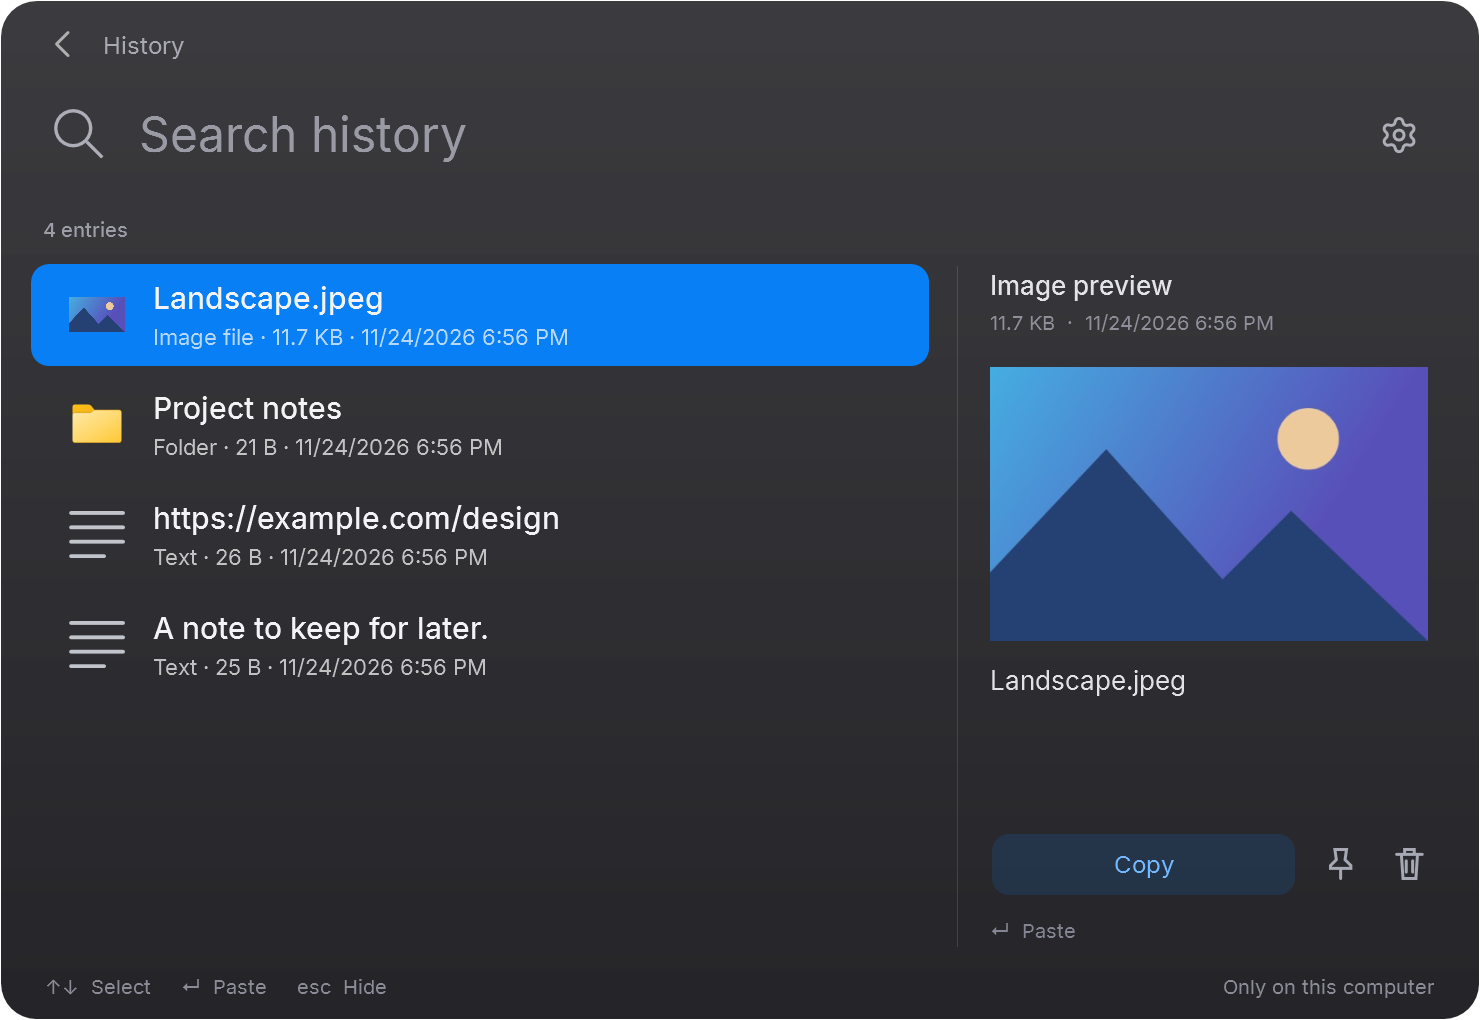 History
Search history
4 entries
Landscape.jpeg
Image file · 11.7 KB · 11/24/2026 6:56 PM
Project notes
Folder · 21 B · 11/24/2026 6:56 PM
https://example.com/design
Text · 26 B · 11/24/2026 6:56 PM
A note to keep for later.
Text · 25 B · 11/24/2026 6:56 PM
Image preview
11.7 KB · 11/24/2026 6:56 PM
Landscape.jpeg
Copy
↵ Paste
↑↓ Select ↵ Paste esc Hide
Only on this computer